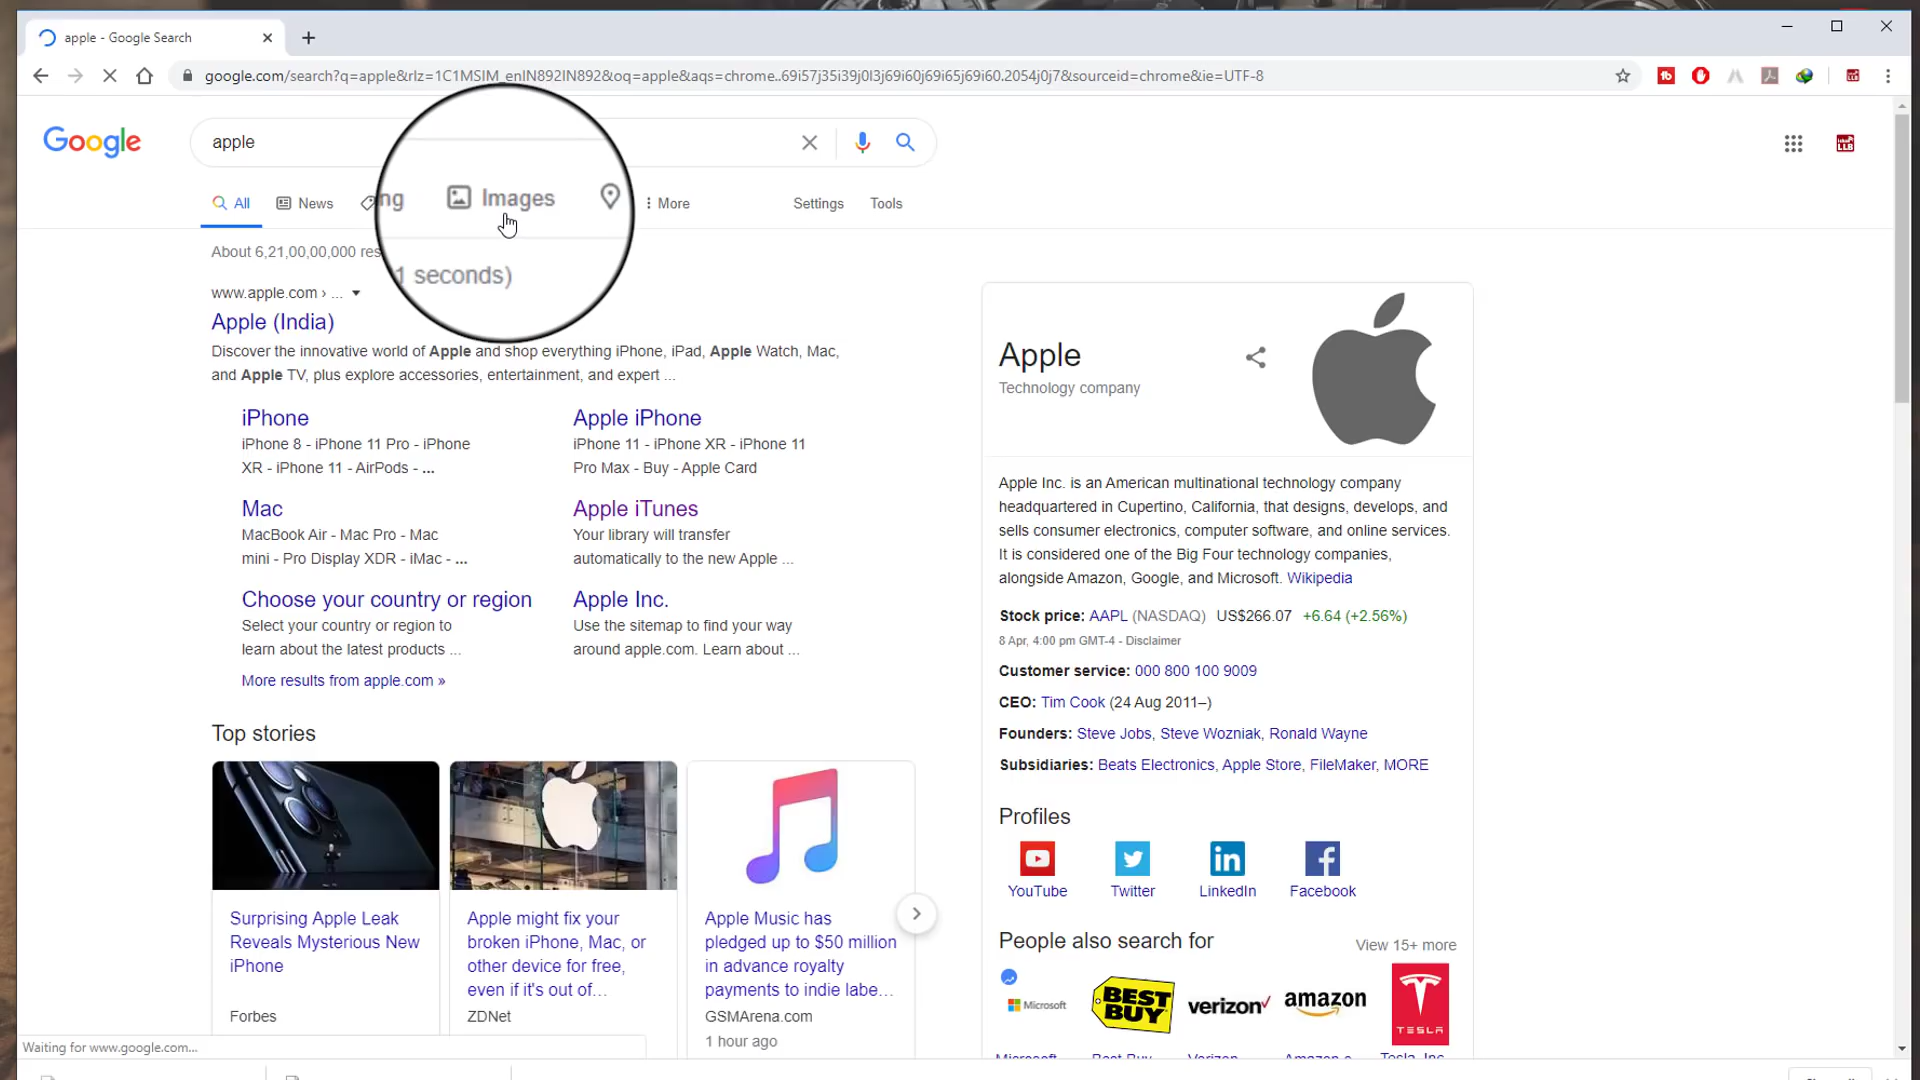 apple - Google Search
google.com/search?q=apple&rlz=1C1MSIM_enIN892IN892&oq=apple&aqs=chrome..69i57j35i39j0l3j69i60j69i65j69i60.2054j0j7&sourceid=chrome&ie=UTF-8
Google
apple
All
News
ng
Images
More
Settings
Tools
About 6,21,00,00,000 res
1 seconds)
www.apple.com › ...
Apple (India)
Discover the innovative world of Apple and shop everything iPhone, iPad, Apple Watch, Mac,
and Apple TV, plus explore accessories, entertainment, and expert ...
iPhone
iPhone 8 - iPhone 11 Pro - iPhone
XR - iPhone 11 - AirPods - ...
Apple iPhone
iPhone 11 - iPhone XR - iPhone 11
Pro Max - Buy - Apple Card
Mac
MacBook Air - Mac Pro - Mac
mini - Pro Display XDR - iMac - ...
Apple iTunes
Your library will transfer
automatically to the new Apple ...
Choose your country or region
Select your country or region to
learn about the latest products ...
Apple Inc.
Use the sitemap to find your way
around apple.com. Learn about ...
More results from apple.com »
Top stories
Surprising Apple Leak
Reveals Mysterious New
iPhone
Forbes
Apple might fix your
broken iPhone, Mac, or
other device for free,
even if it's out of...
ZDNet
Apple Music has
pledged up to $50 million
in advance royalty
payments to indie labe...
GSMArena.com
1 hour ago
Apple
Technology company
Apple Inc. is an American multinational technology company
headquartered in Cupertino, California, that designs, develops, and
sells consumer electronics, computer software, and online services.
It is considered one of the Big Four technology companies,
alongside Amazon, Google, and Microsoft. Wikipedia
Stock price: AAPL (NASDAQ) US$266.07 +6.64 (+2.56%)
8 Apr, 4:00 pm GMT-4 - Disclaimer
Customer service: 000 800 100 9009
CEO: Tim Cook (24 Aug 2011–)
Founders: Steve Jobs, Steve Wozniak, Ronald Wayne
Subsidiaries: Beats Electronics, Apple Store, FileMaker, MORE
Profiles
YouTube
Twitter
LinkedIn
Facebook
People also search for
View 15+ more
Microsoft
BEST BUY
verizon
amazon
TESLA
Microsoft
Best Buy
Verizon
Amazon.c
Tesla, Inc.
Waiting for www.google.com...